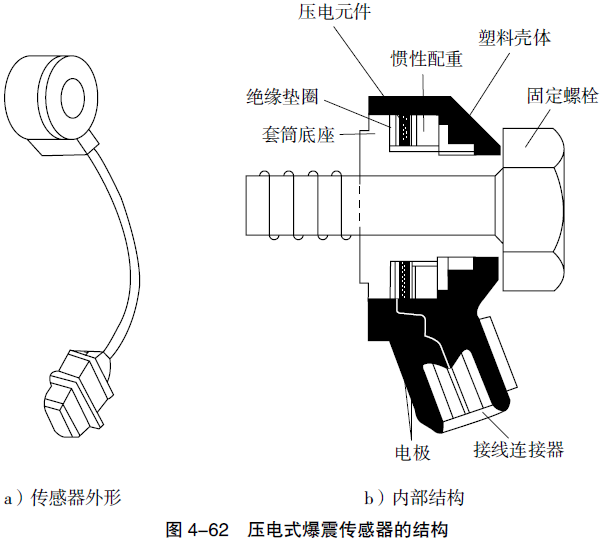 压电元件
塑料壳体
惯性配重
固定螺栓
绝缘垫圈
套筒底座
电极
接线连接器
a）传感器外形
b）内部结构
图 4-62 压电式爆震传感器的结构